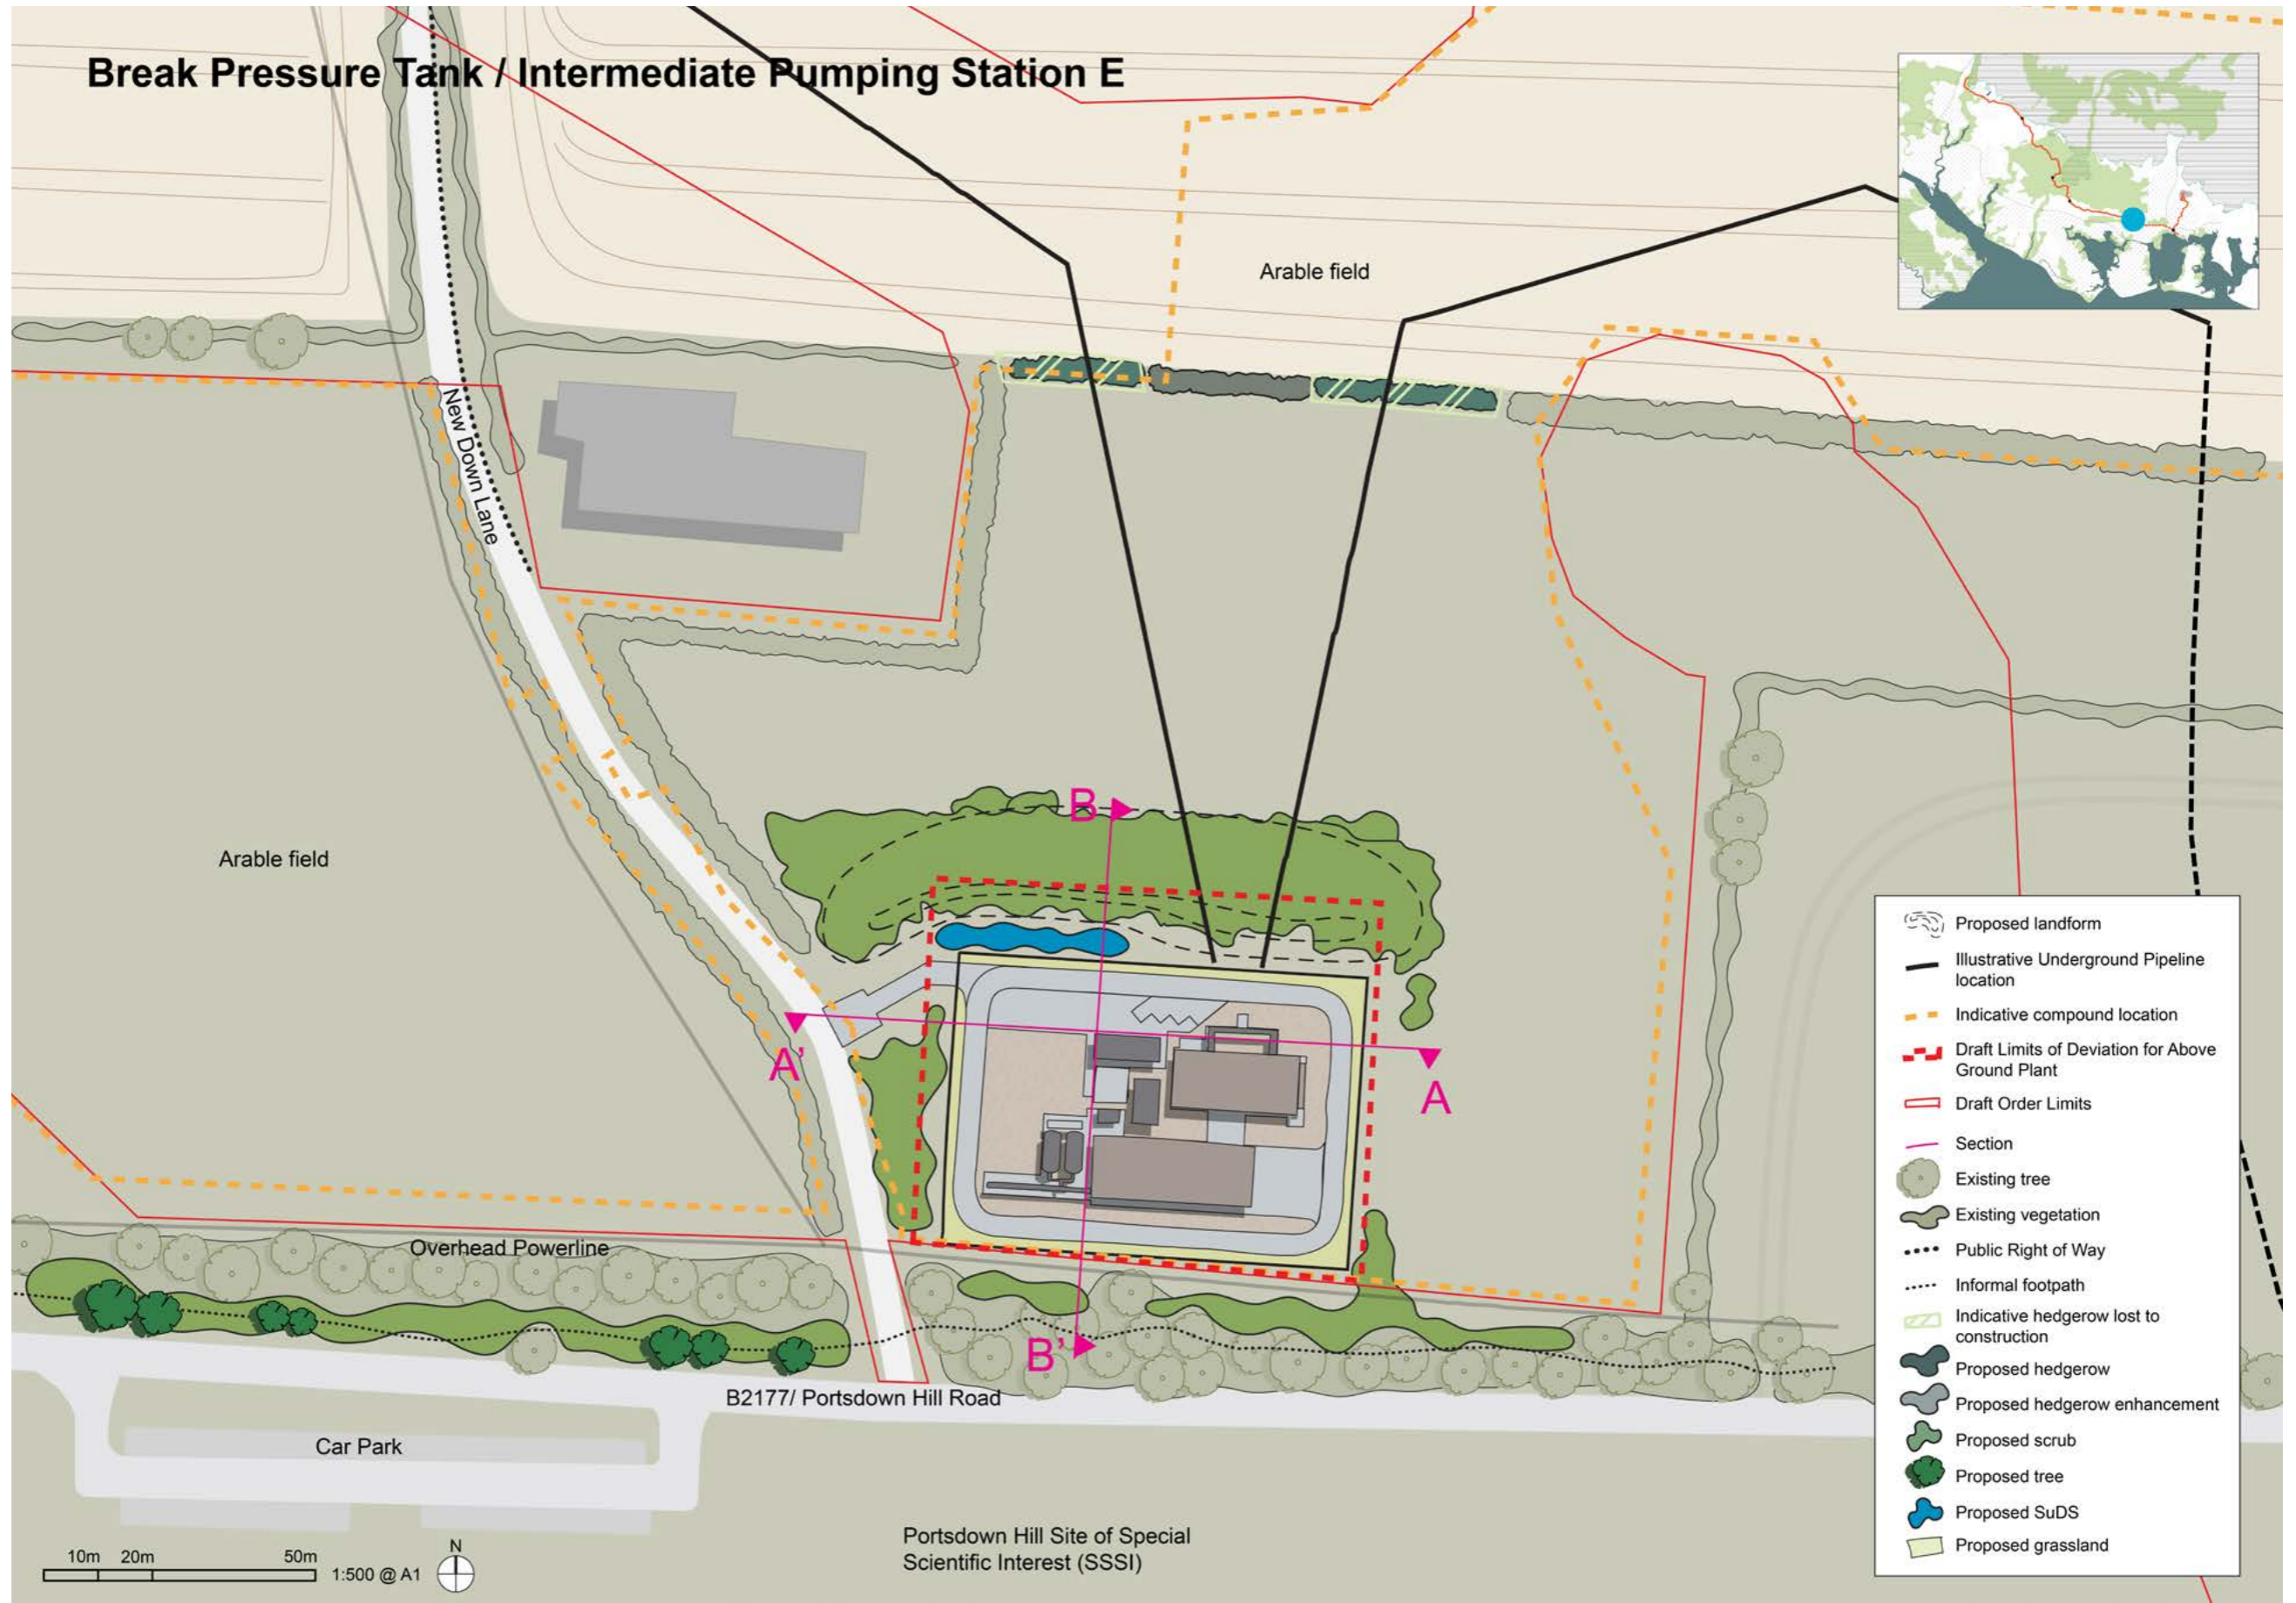 Break Pressure Tank / Intermediate Pumping Station E
Arable field
New Down Lane
B
Arable field
A'
A
Overhead Powerline
B'
B2177/ Portsdown Hill Road
Car Park
Portsdown Hill Site of Special
Scientific Interest (SSSI)
10m 20m 50m
1:500 @ A1
N
Proposed landform
Illustrative Underground Pipeline
location
Indicative compound location
Draft Limits of Deviation for Above
Ground Plant
Draft Order Limits
Section
Existing tree
Existing vegetation
Public Right of Way
Informal footpath
Indicative hedgerow lost to
construction
Proposed hedgerow
Proposed hedgerow enhancement
Proposed scrub
Proposed tree
Proposed SuDS
Proposed grassland